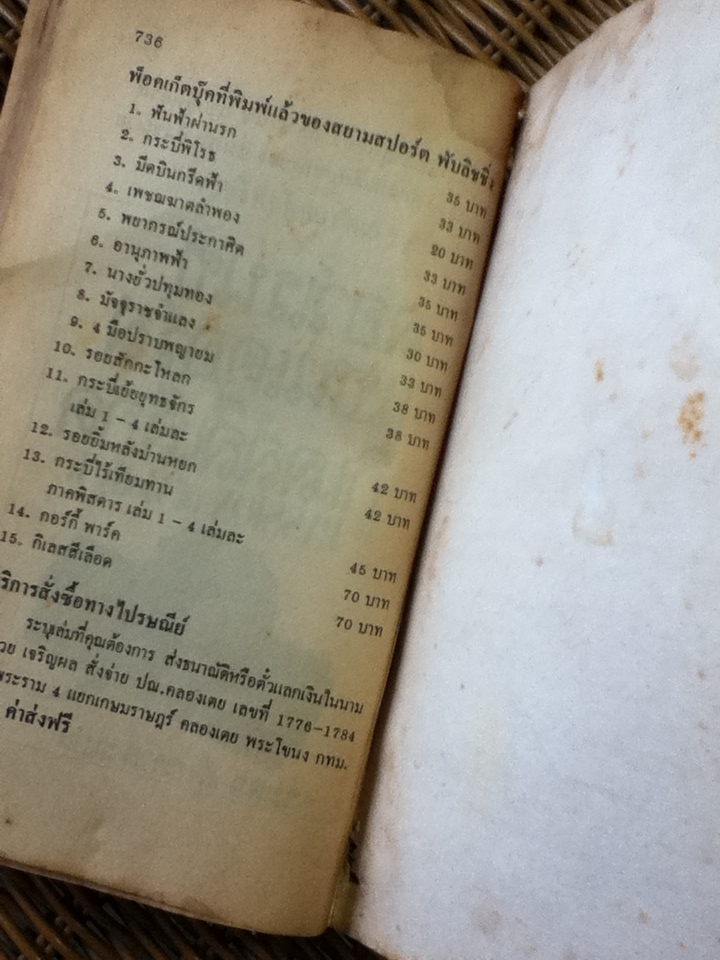 736
พ็อคเก็ตบุ๊คที่พิมพ์แล้วของสยามสปอร์ต พับลิชชิ่ง
1. ฟันฟ้าผ่านรก 35 บาท
2. กระบี่พิโรธ 33 บาท
3. มีดบินกรีดฟ้า 20 บาท
4. เพชฌฆาตลำพอง 33 บาท
5. พยากรณ์ประกาศิต 35 บาท
6. อานุภาพฟ้า 35 บาท
7. นางยั่วปทุมทอง 30 บาท
8. มัจจุราชจำแลง 33 บาท
9. 4 มือปราบพญายม 38 บาท
10. รอยสักกะโหลก 38 บาท
11. กระบี่เย้ยยุทธจักร
เล่ม 1 - 4 เล่มละ 42 บาท
12. รอยยิ้มหลังม่านหยก 42 บาท
13. กระบี่ไร้เทียมทาน
ภาคพิสดาร เล่ม 1 - 4 เล่มละ 45 บาท
14. กอร์กี้ พาร์ค 70 บาท
15. กิเลสสีเลือด 70 บาท
ริการสั่งซื้อทางไปรษณีย์
ระบุเล่มที่คุณต้องการ ส่งธนาณัติหรือตั๋วแลกเงินในนาม
วย เจริญผล สั่งจ่าย ปณ.คลองเตย เลขที่ 1776-1784
พระราม 4 แยกเกษมราษฎร์ คลองเตย พระโขนง กทม.
ค่าส่งฟรี